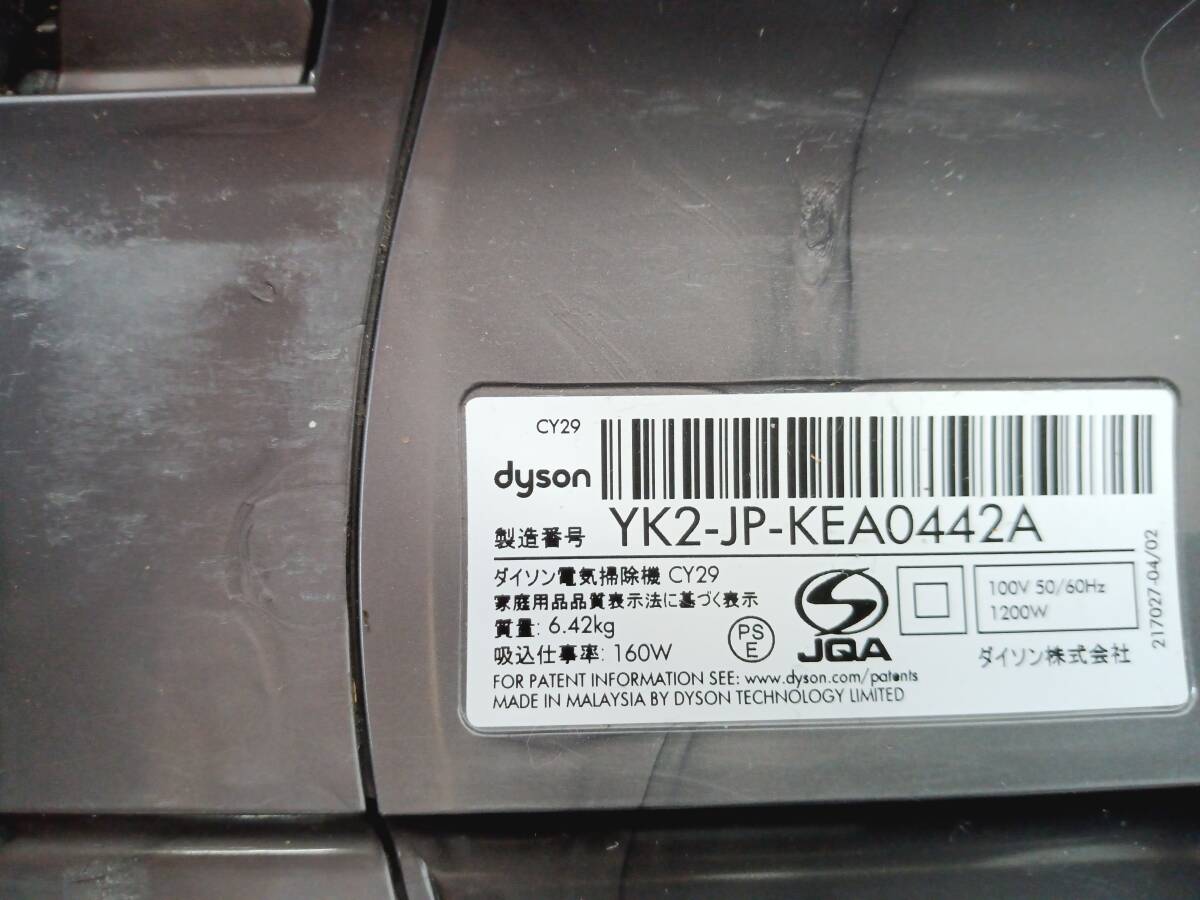 CY29
dyson
製造番号 YK2-JP-KEA0442A
ダイソン電気掃除機 CY29
家庭用品品質表示法に基づく表示
質量: 6.42kg
吸込仕事率: 160W
PS
E
JQA
100V 50/60Hz
1200W
ダイソン株式会社
FOR PATENT INFORMATION SEE: www.dyson.com/patents
MADE IN MALAYSIA BY DYSON TECHNOLOGY LIMITED
217027-04/02